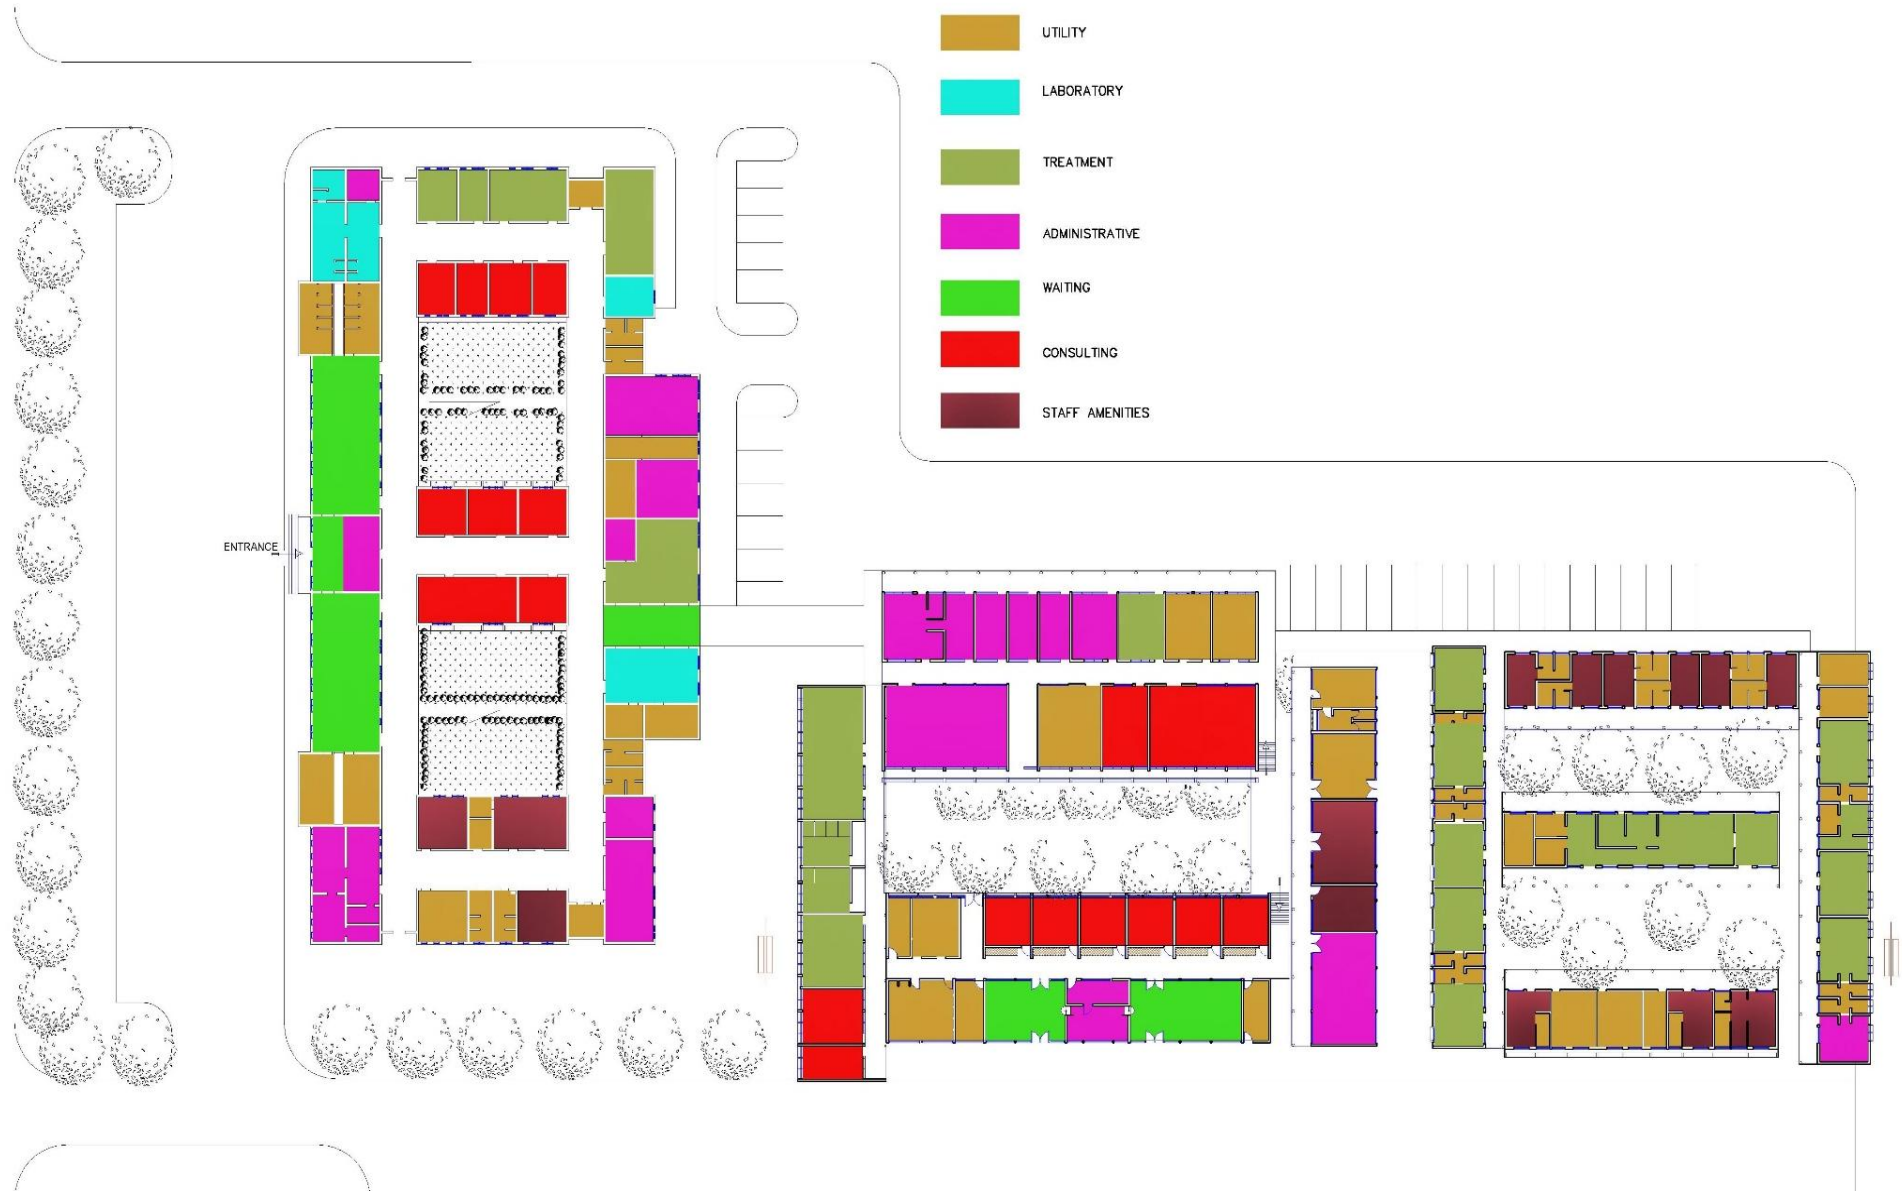 UTILITY
LABORATORY
TREATMENT
ADMINISTRATIVE
WAITING
CONSULTING
STAFF AMENITIES
ENTRANCE